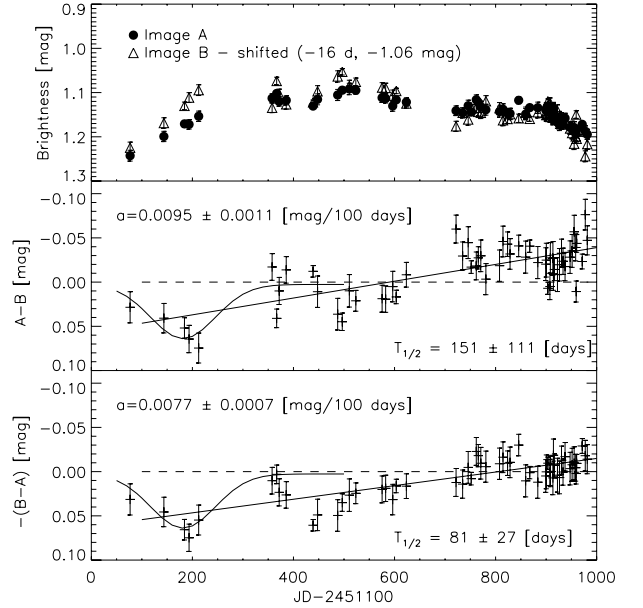 0.9
1.0
1.1
1.2
1.3
Brightness [mag]
Image A
Image B – shifted (−16 d, −1.06 mag)
−0.10
−0.05
0.00
0.05
0.10
A−B [mag]
a=0.0095 ± 0.0011 [mag/100 days]
T1/2 = 151 ± 111 [days]
−0.10
−0.05
0.00
0.05
0.10
−(B−A) [mag]
a=0.0077 ± 0.0007 [mag/100 days]
T1/2 = 81 ± 27 [days]
0 200 400 600 800 1000
JD−2451100